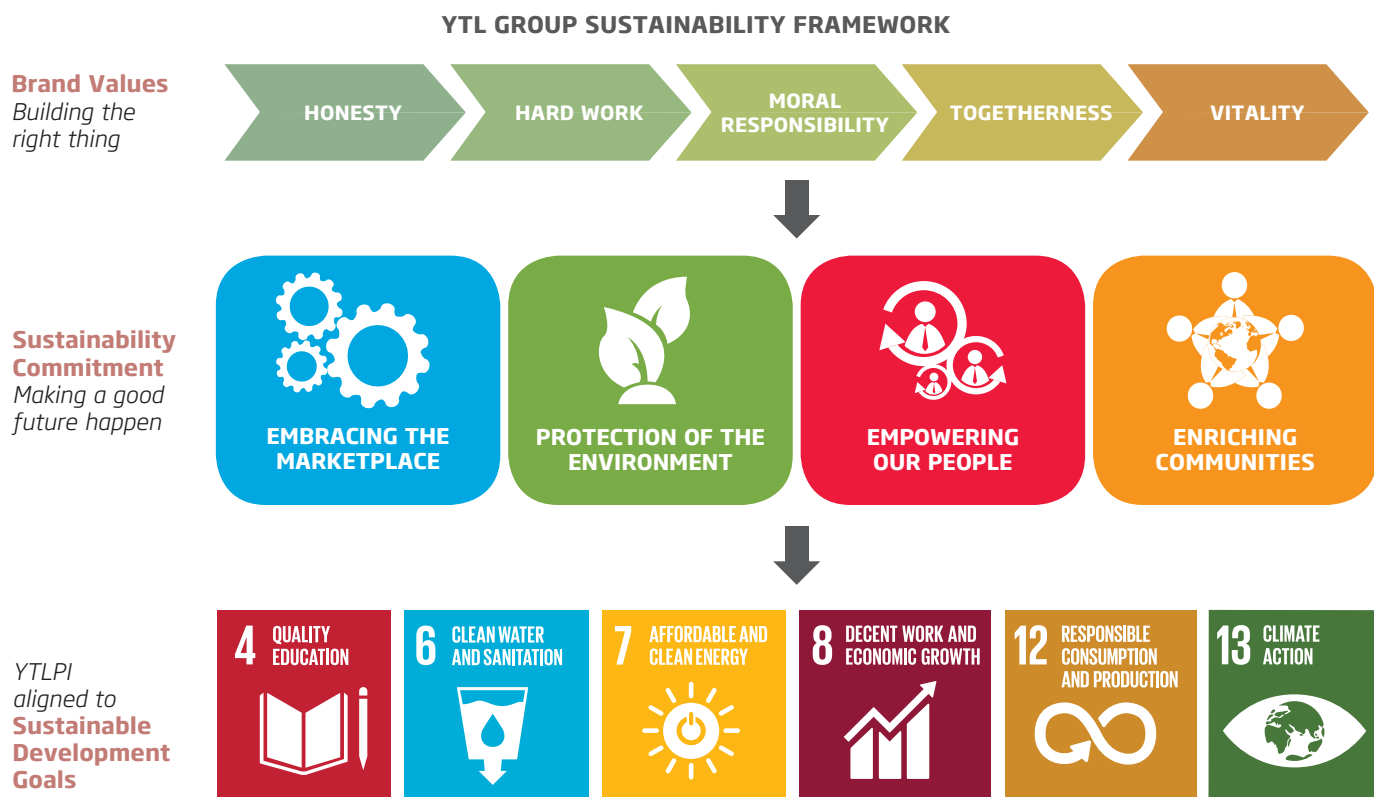 YTL GROUP SUSTAINABILITY FRAMEWORK
Brand Values
Building the
right thing
HONESTY
HARD WORK
MORAL
RESPONSIBILITY
TOGETHERNESS
VITALITY
Sustainability
Commitment
Making a good
future happen
EMBRACING THE
MARKETPLACE
PROTECTION OF THE
ENVIRONMENT
EMPOWERING
OUR PEOPLE
ENRICHING
COMMUNITIES
YTLPI
aligned to
Sustainable
Development
Goals
4 QUALITY
EDUCATION
6 CLEAN WATER
AND SANITATION
7 AFFORDABLE AND
CLEAN ENERGY
8 DECENT WORK AND
ECONOMIC GROWTH
12 RESPONSIBLE
CONSUMPTION
AND PRODUCTION
13 CLIMATE
ACTION